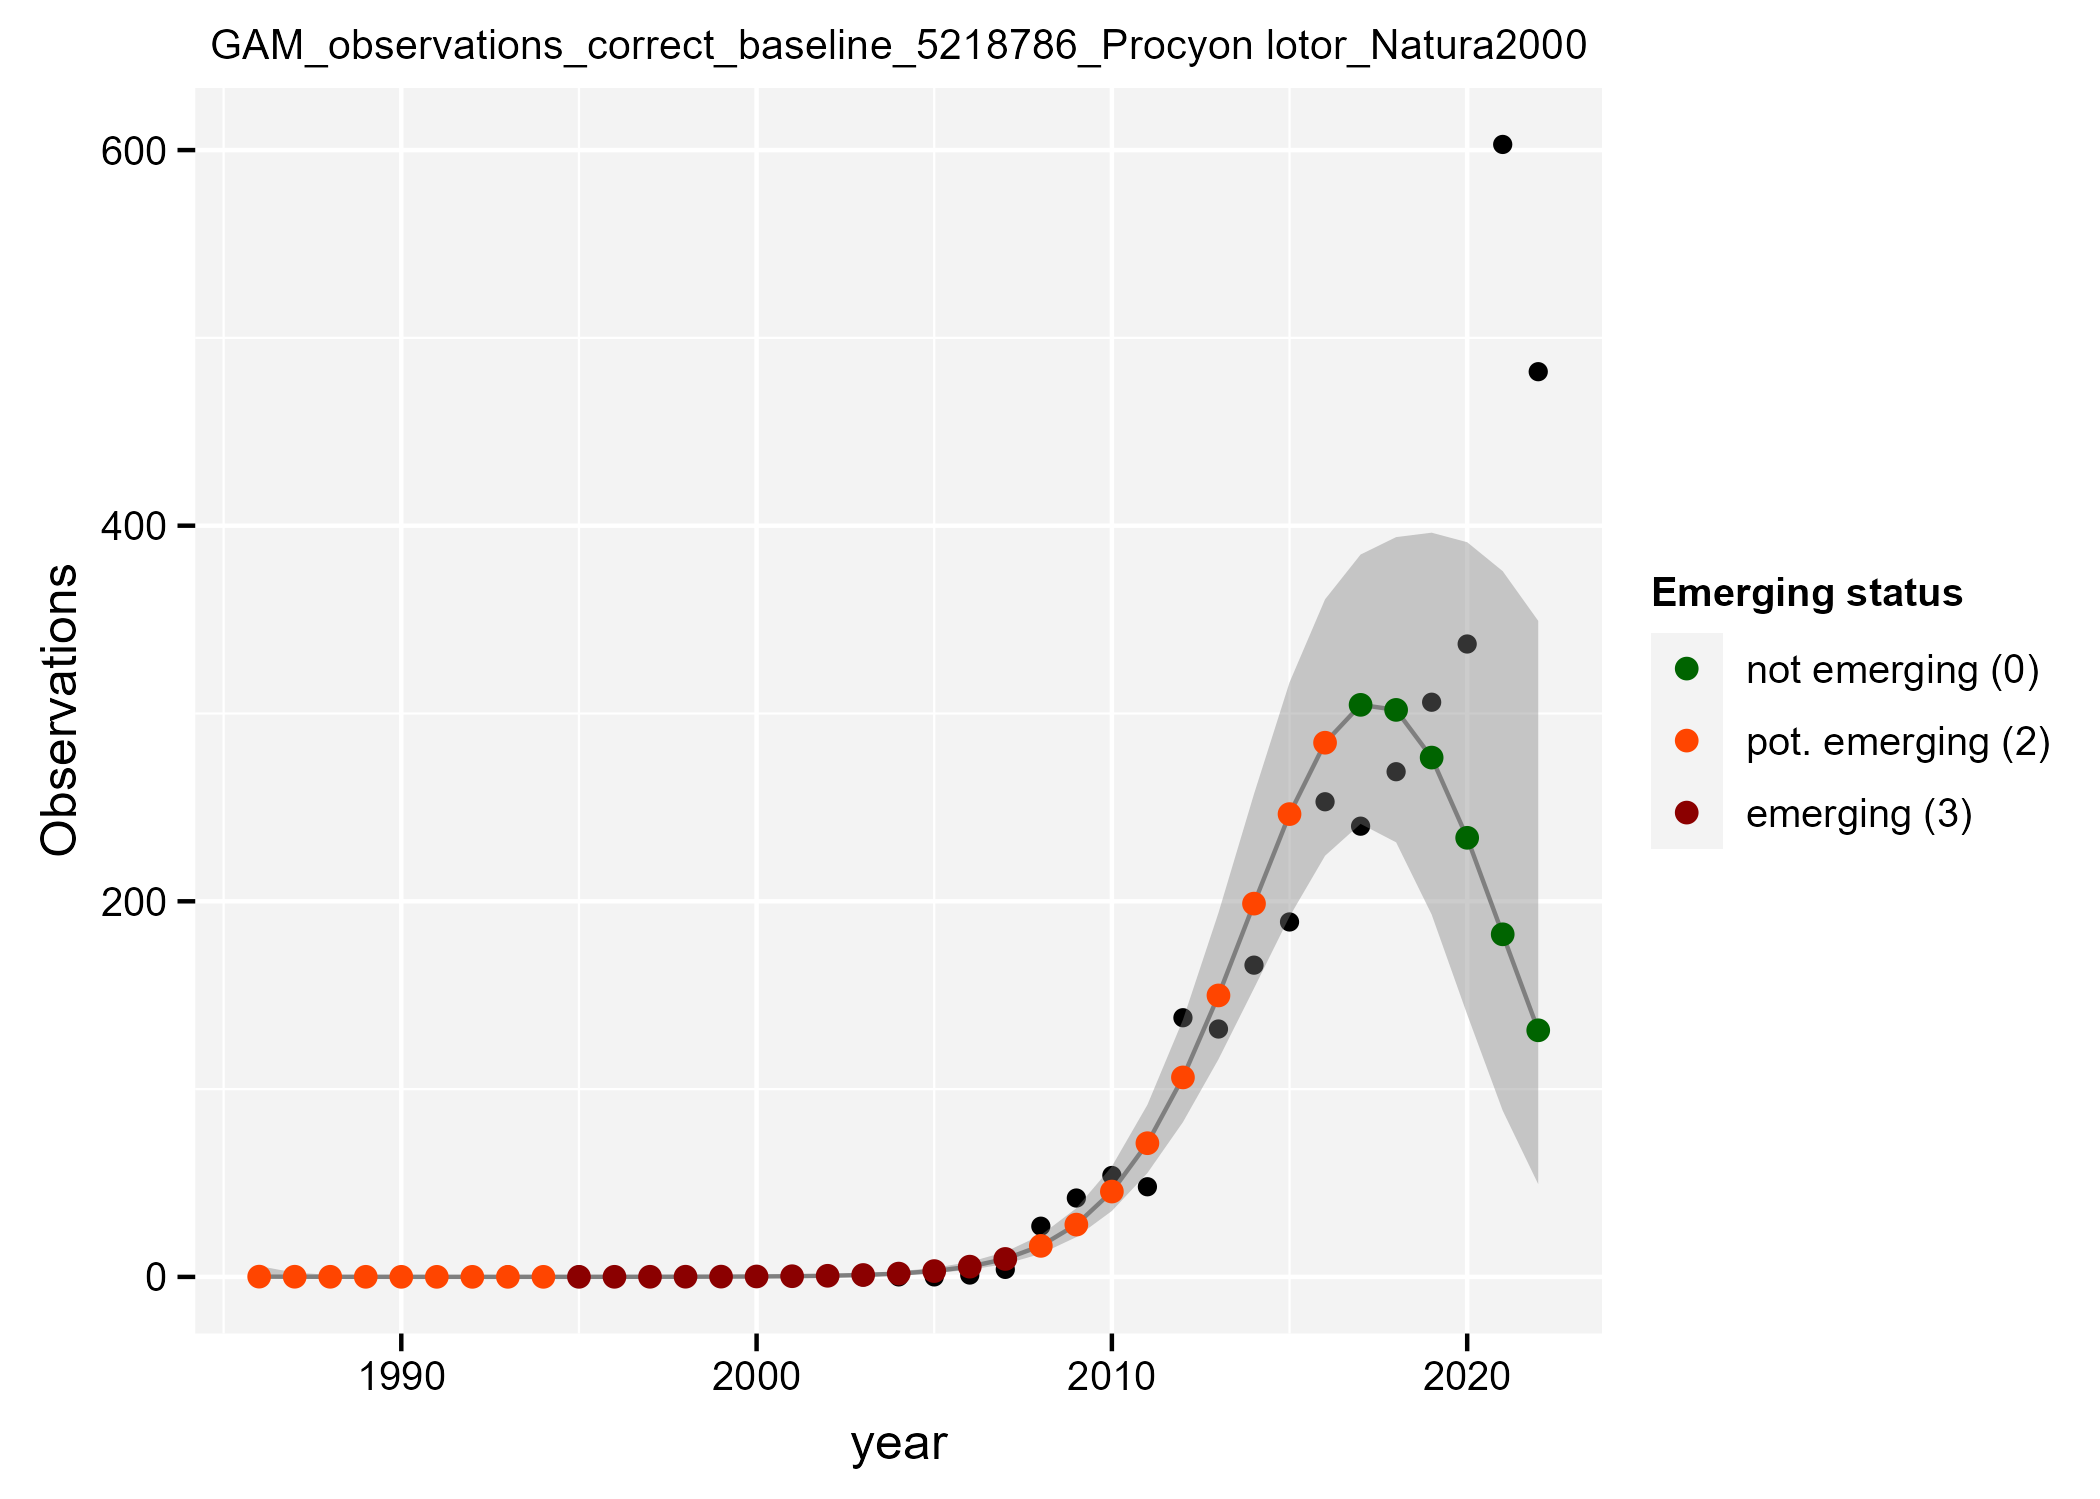 GAM_observations_correct_baseline_5218786_Procyon lotor_Natura2000
600
400
200
0
Observations
1990
2000
2010
2020
year
Emerging status
not emerging (0)
pot. emerging (2)
emerging (3)